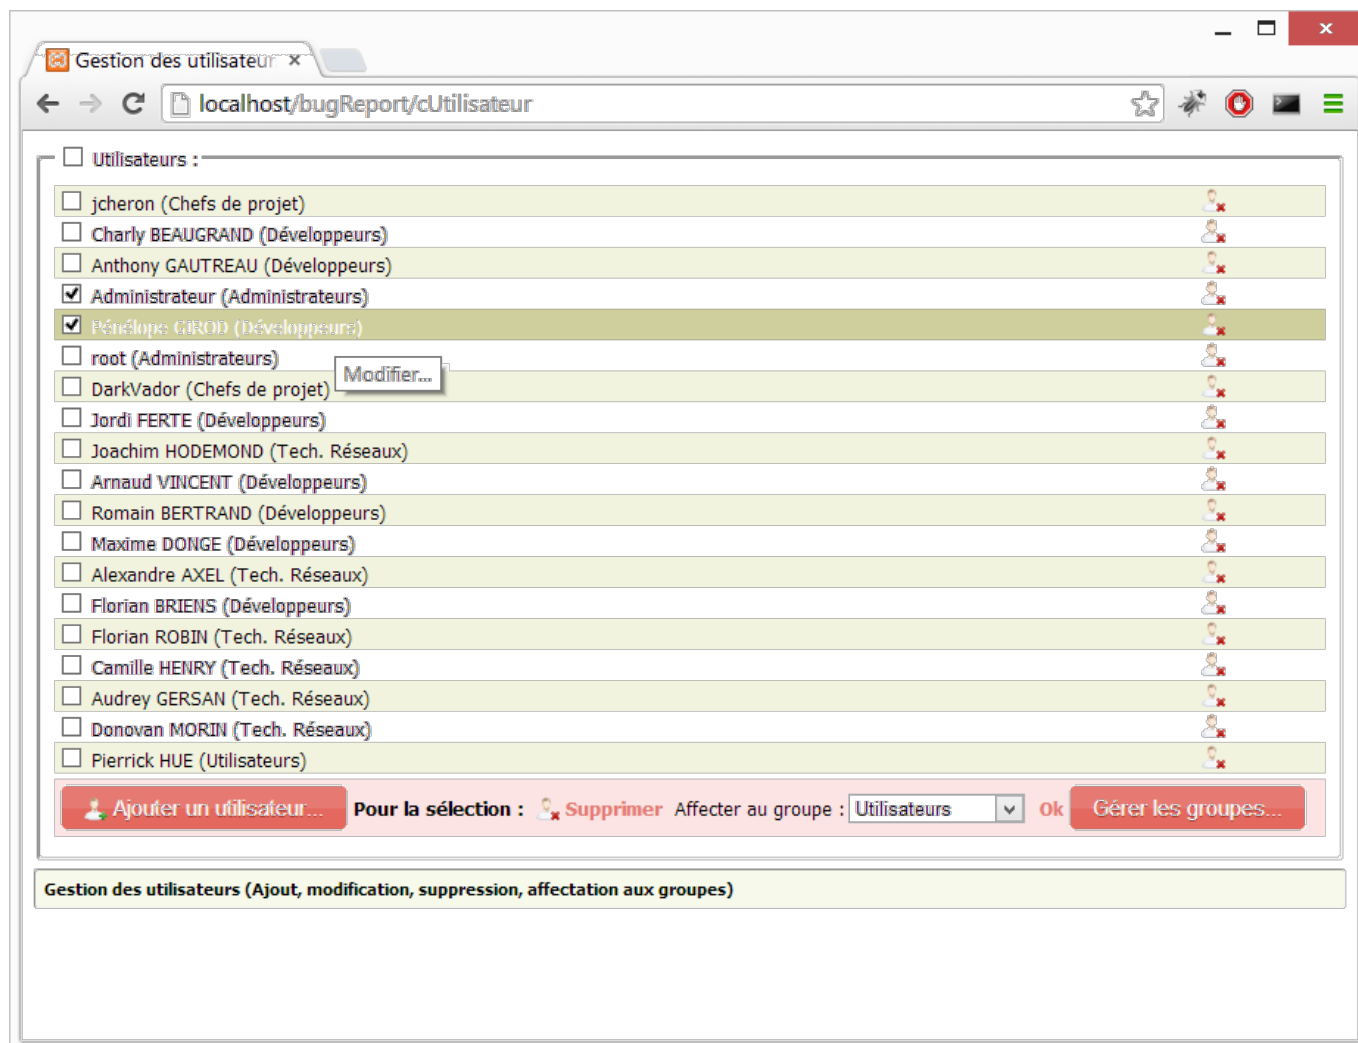 Gestion des utilisateur
localhost/bugReport/cUtilisateur
Utilisateurs :
jcheron (Chefs de projet)
Charly BEAUGRAND (Développeurs)
Anthony GAUTREAU (Développeurs)
Administrateur (Administrateurs)
Pénélope GIROD (Développeurs)
root (Administrateurs)
Modifier...
DarkVador (Chefs de projet)
Jordi FERTE (Développeurs)
Joachim HODEMOND (Tech. Réseaux)
Arnaud VINCENT (Développeurs)
Romain BERTRAND (Développeurs)
Maxime DONGE (Développeurs)
Alexandre AXEL (Tech. Réseaux)
Florian BRIENS (Développeurs)
Florian ROBIN (Tech. Réseaux)
Camille HENRY (Tech. Réseaux)
Audrey GERSAN (Tech. Réseaux)
Donovan MORIN (Tech. Réseaux)
Pierrick HUE (Utilisateurs)
Ajouter un utilisateur... Pour la sélection : Supprimer Affecter au groupe : Utilisateurs Ok Gérer les groupes...
Gestion des utilisateurs (Ajout, modification, suppression, affectation aux groupes)